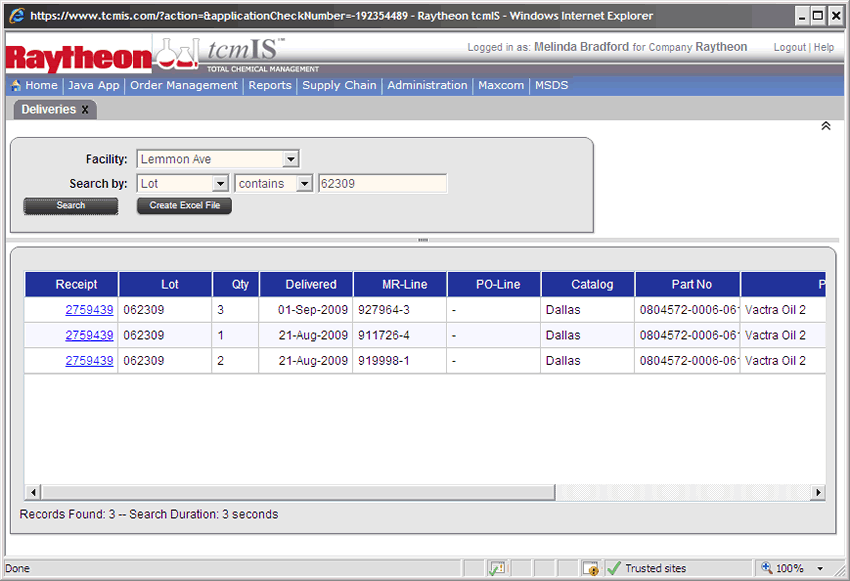 https://www.tcmis.com/?action=&applicationCheckNumber=-192354489 - Raytheon tcmIS - Windows Internet Explorer
Raytheon tcmIS™ Logged in as: Melinda Bradford for Company Raytheon Logout | Help
TOTAL CHEMICAL MANAGEMENT
Home | Java App | Order Management | Reports | Supply Chain | Administration | Maxcom | MSDS
Deliveries X
Facility: Lemmon Ave
Search by: Lot contains 62309
Search Create Excel File
Receipt Lot Qty Delivered MR-Line PO-Line Catalog Part No P
2759439 062309 3 01-Sep-2009 927964-3 - Dallas 0804572-0006-06 Vactra Oil 2
2759439 062309 1 21-Aug-2009 911726-4 - Dallas 0804572-0006-06 Vactra Oil 2
2759439 062309 2 21-Aug-2009 919998-1 - Dallas 0804572-0006-06 Vactra Oil 2
Records Found: 3 -- Search Duration: 3 seconds
Done Trusted sites 100%